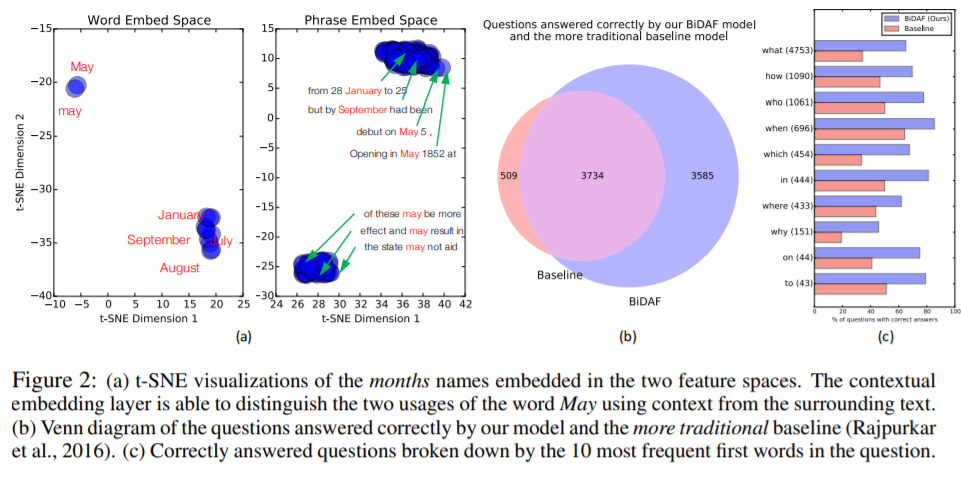 Word Embed Space
−15
−20
−25
−30
−35
−40
−10 −5 0 5 10 15 20 25
t-SNE Dimension 2
t-SNE Dimension 1
May
may
January
September
July
August
Phrase Embed Space
15
10
5
0
−5
−10
−15
−20
−25
−30
24 26 28 30 32 34 36 38 40 42
t-SNE Dimension 1
from 28 January to 25
but by September had been
debut on May 5 ,
Opening in May 1852 at
of these may be more
effect and may result in
the state may not aid
(a)
Questions answered correctly by our BiDAF model
and the more traditional baseline model
509
3734
3585
Baseline
BiDAF
(b)
BiDAF (Ours)
Baseline
what (4753)
how (1090)
who (1061)
when (696)
which (454)
in (444)
where (433)
why (151)
on (44)
to (43)
0 20 40 60 80 100
% of questions with correct answers
(c)
Figure 2: (a) t-SNE visualizations of the months names embedded in the two feature spaces. The contextual
embedding layer is able to distinguish the two usages of the word May using context from the surrounding text.
(b) Venn diagram of the questions answered correctly by our model and the more traditional baseline (Rajpurkar
et al., 2016). (c) Correctly answered questions broken down by the 10 most frequent first words in the question.